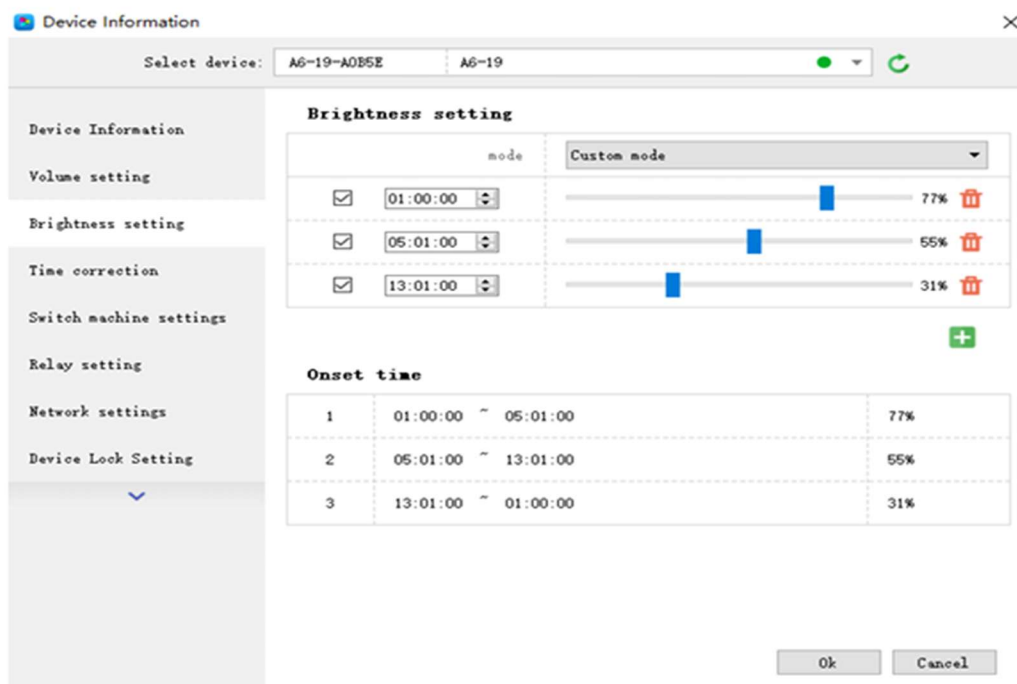 Device Information
Select device: A6-19-A0B5E A6-19
Device Information
Volume setting
Brightness setting
Time correction
Switch machine settings
Relay setting
Network settings
Device Lock Setting
Brightness setting
mode Custom mode
01:00:00 77%
05:01:00 55%
13:01:00 31%
Onset time
1 01:00:00 ~ 05:01:00 77%
2 05:01:00 ~ 13:01:00 55%
3 13:01:00 ~ 01:00:00 31%
Ok Cancel